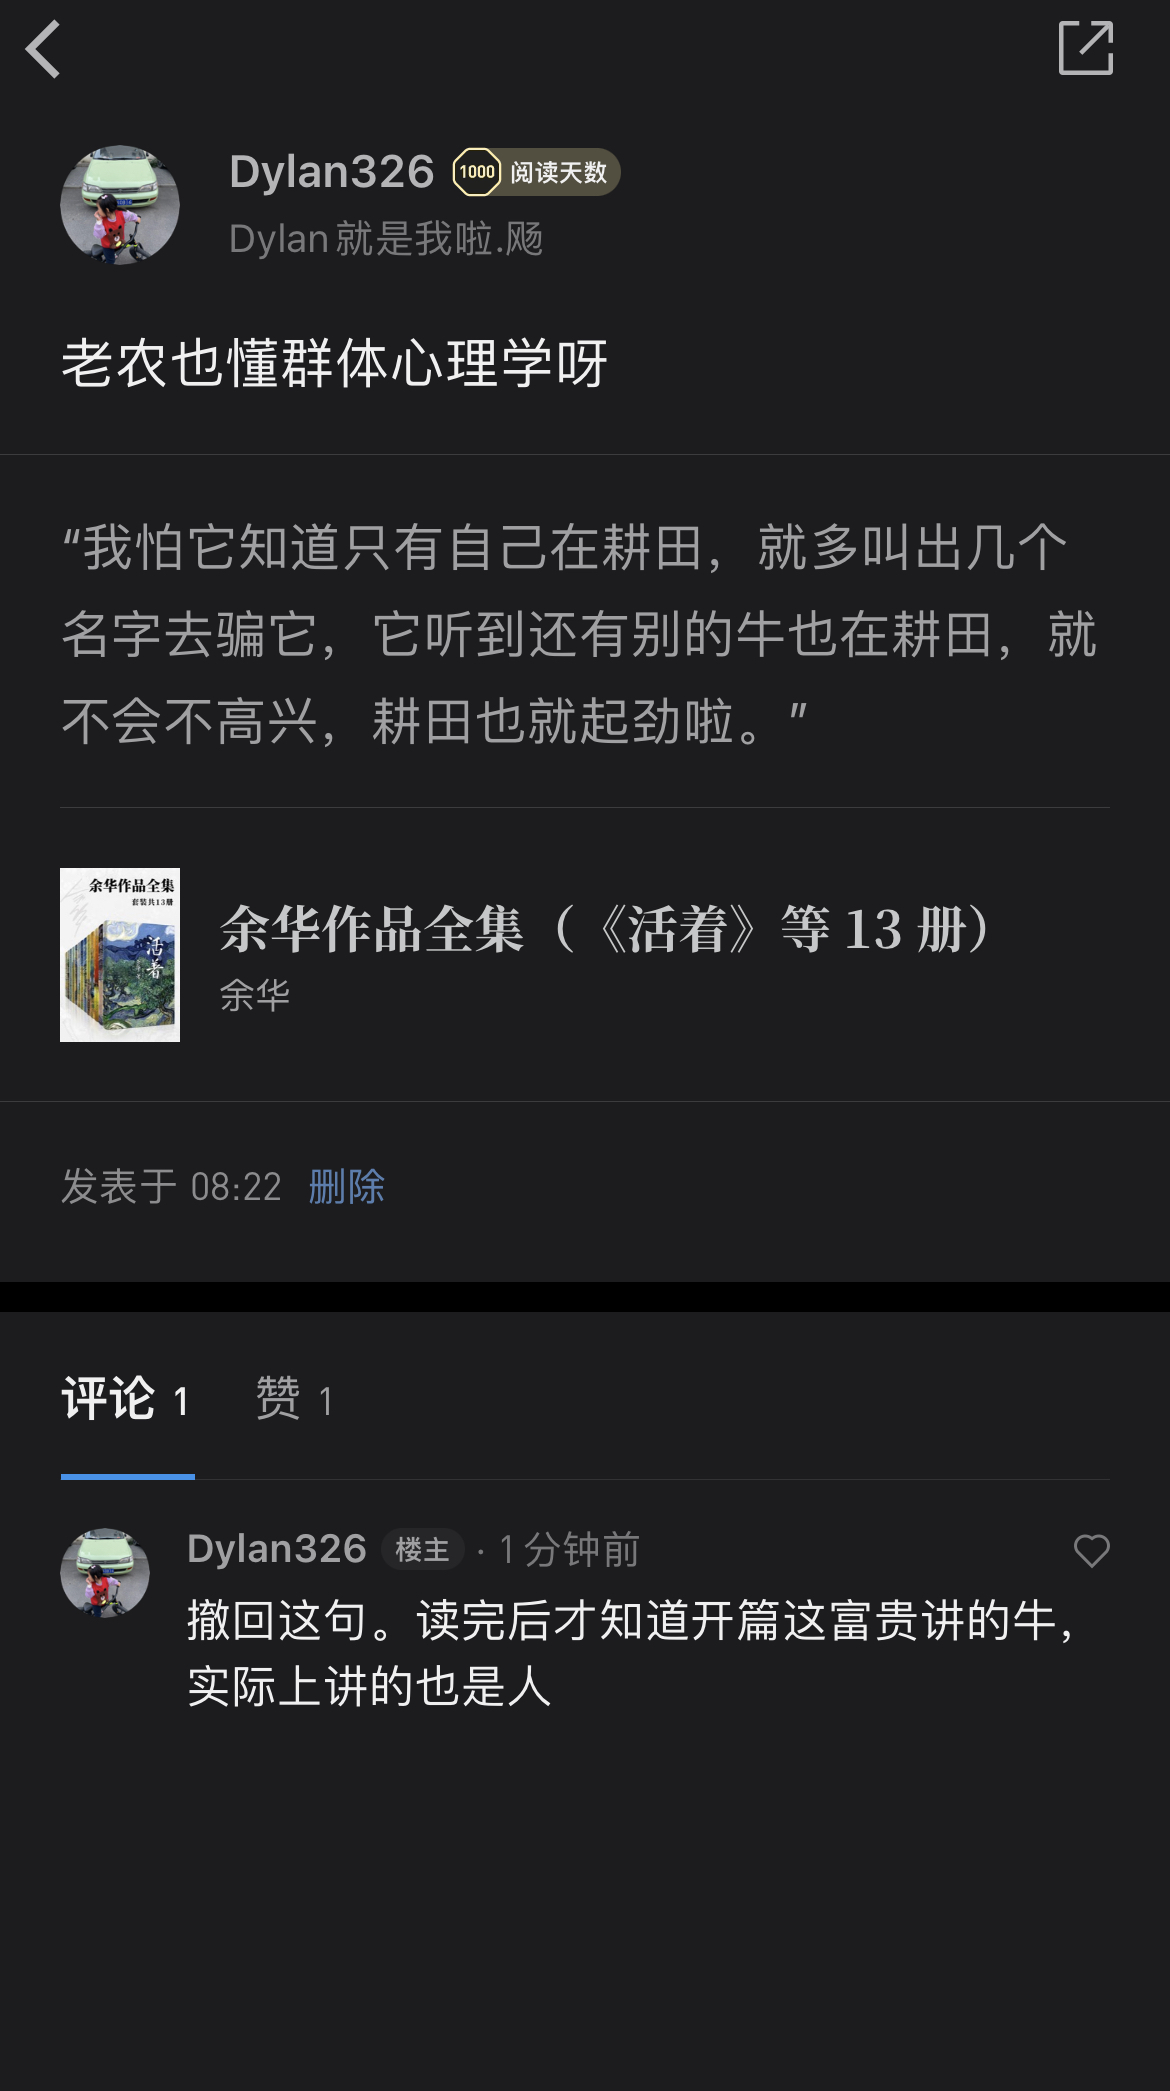 Dylan326 1000 阅读天数
Dylan就是我啦.飏
老农也懂群体心理学呀
“我怕它知道只有自己在耕田，就多叫出几个
名字去骗它，它听到还有别的牛也在耕田，就
不会不高兴，耕田也就起劲啦。”
余华作品全集
套装共13册
活着
余华作品全集（《活着》等 13 册）
余华
发表于 08:22 删除
评论 1 赞 1
Dylan326 楼主 · 1分钟前
撤回这句。读完后才知道开篇这富贵讲的牛，
实际上讲的也是人